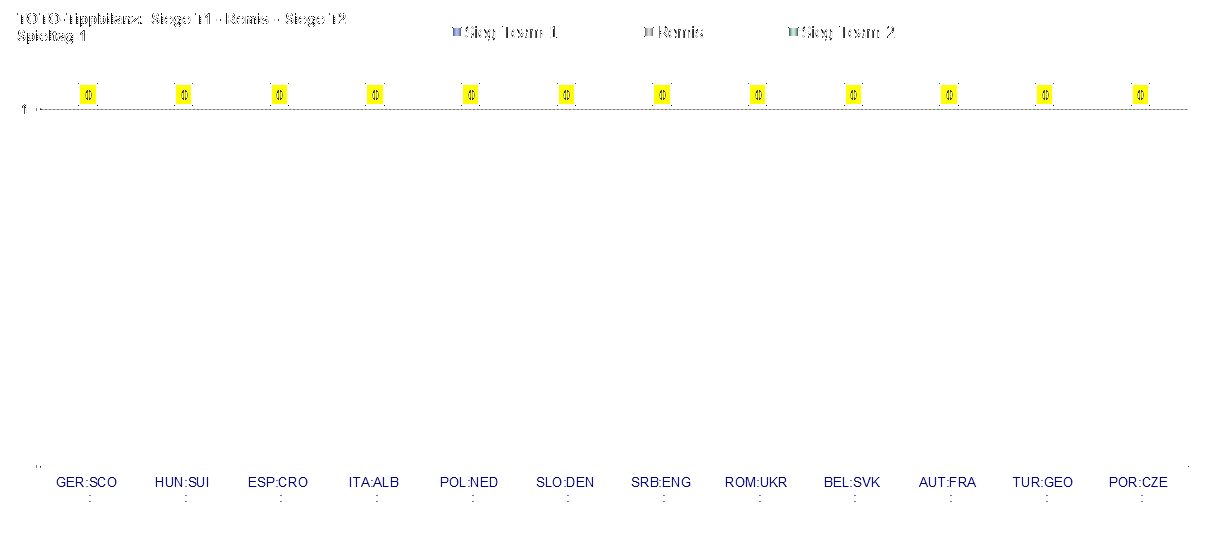 TOTO-Tippbilanz: Siege T1 - Remis - Siege T2
Spieltag 1
Sieg Team 1 Remis Sieg Team 2
0 0 0 0 0 0 0 0 0 0 0 0
1
GER:SCO HUN:SUI ESP:CRO ITA:ALB POL:NED SLO:DEN SRB:ENG ROM:UKR BEL:SVK AUT:FRA TUR:GEO POR:CZE
: : : : : : : : : : : :